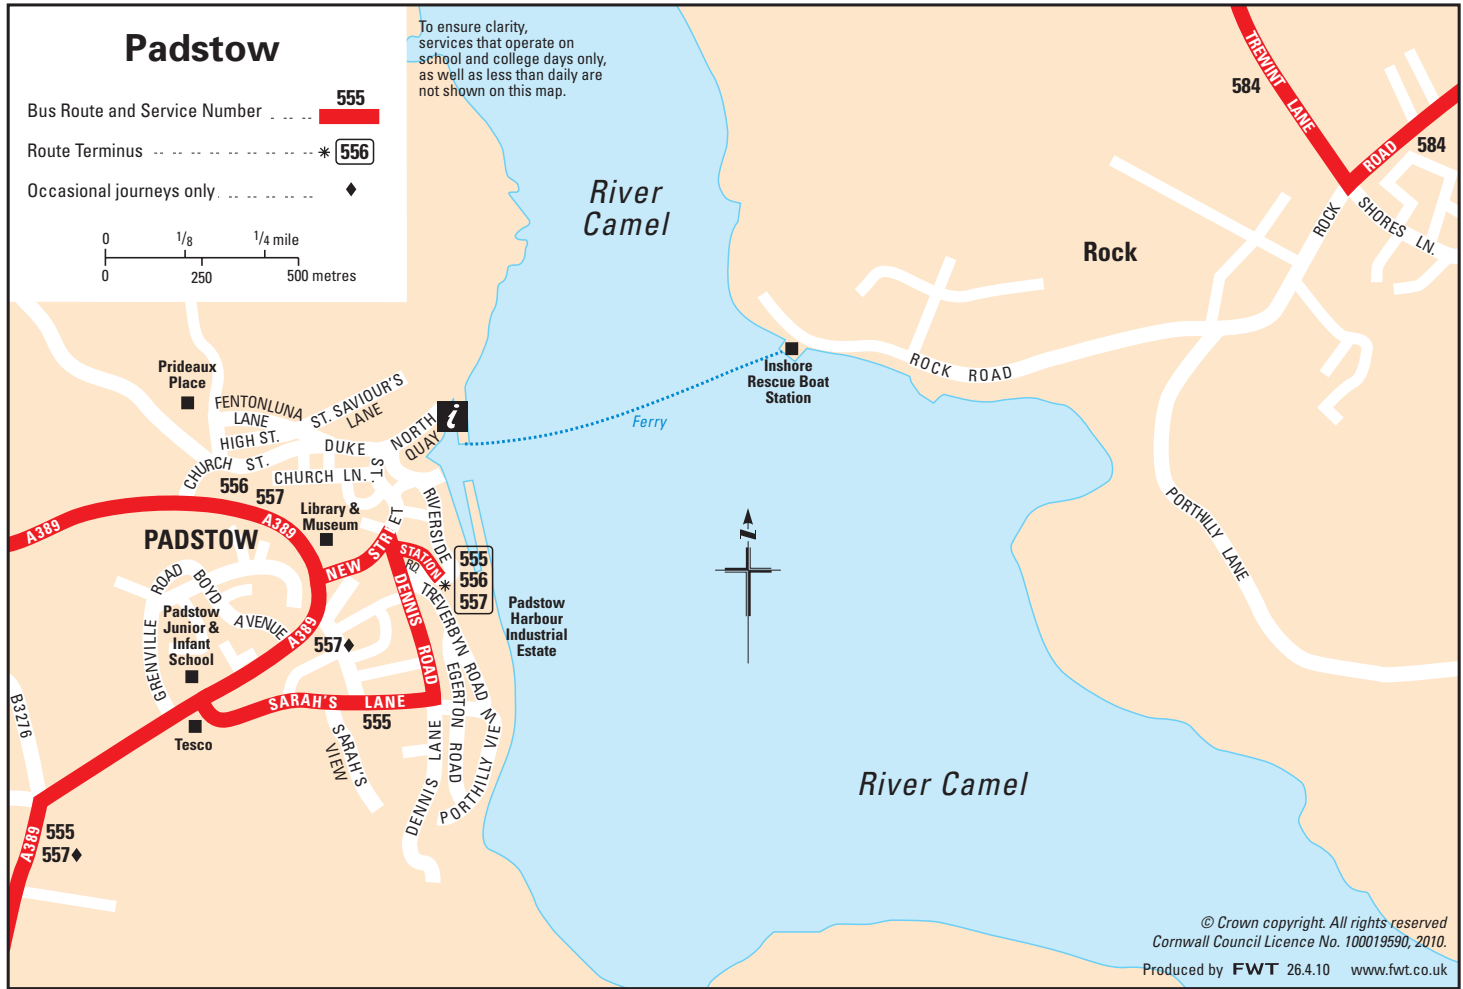 Padstow
Bus Route and Service Number
555
Route Terminus
556
Occasional journeys only
0
1/8
1/4 mile
0
250
500 metres
To ensure clarity,
services that operate on
school and college days only,
as well as less than daily are
not shown on this map.
River
Camel
TREWINT LANE
584
ROAD
584
ROCK
SHORES LN.
Rock
ROCK ROAD
Inshore
Rescue Boat
Station
Ferry
PORTHILLY LANE
Prideaux
Place
FENTONLUNA
LANE
ST. SAVIOUR'S
LANE
HIGH ST.
DUKE
ST.
NORTH
QUAY
i
CHURCH ST.
CHURCH LN.
556
557
Library &
Museum
RIVERSIDE
A389
A389
PADSTOW
NEW STREET
STATION
RD.
555
556
557
Padstow
Harbour
Industrial
Estate
GRENVILLE ROAD
BOYD
AVENUE
Padstow
Junior &
Infant
School
A389
557
DENNIS ROAD
TREVERBYN ROAD
EGERTON ROAD
SARAH'S LANE
555
SARAH'S
VIEW
DENNIS LANE
PORTHILLY VIEW
Tesco
B3276
A389
555
557
N
River Camel
© Crown copyright. All rights reserved
Cornwall Council Licence No. 100019590, 2010.
Produced by FWT 26.4.10 www.fwt.co.uk